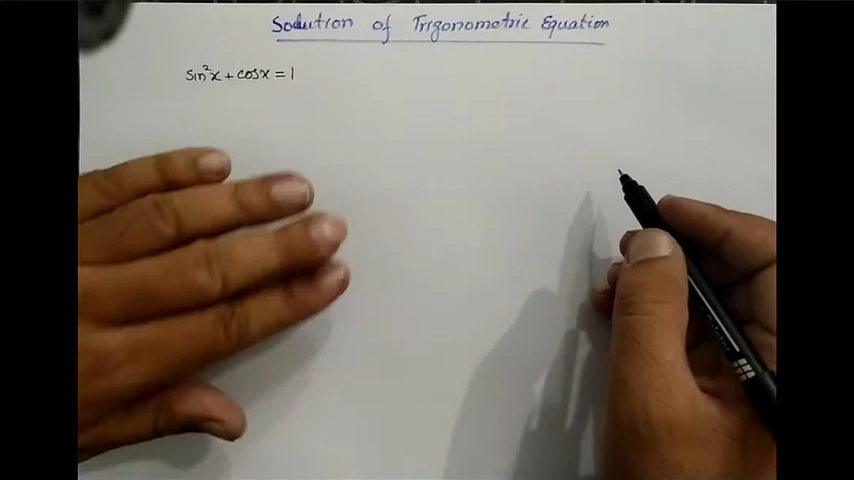 Solution of Trigonometric Equation
sin²x + cosx = 1